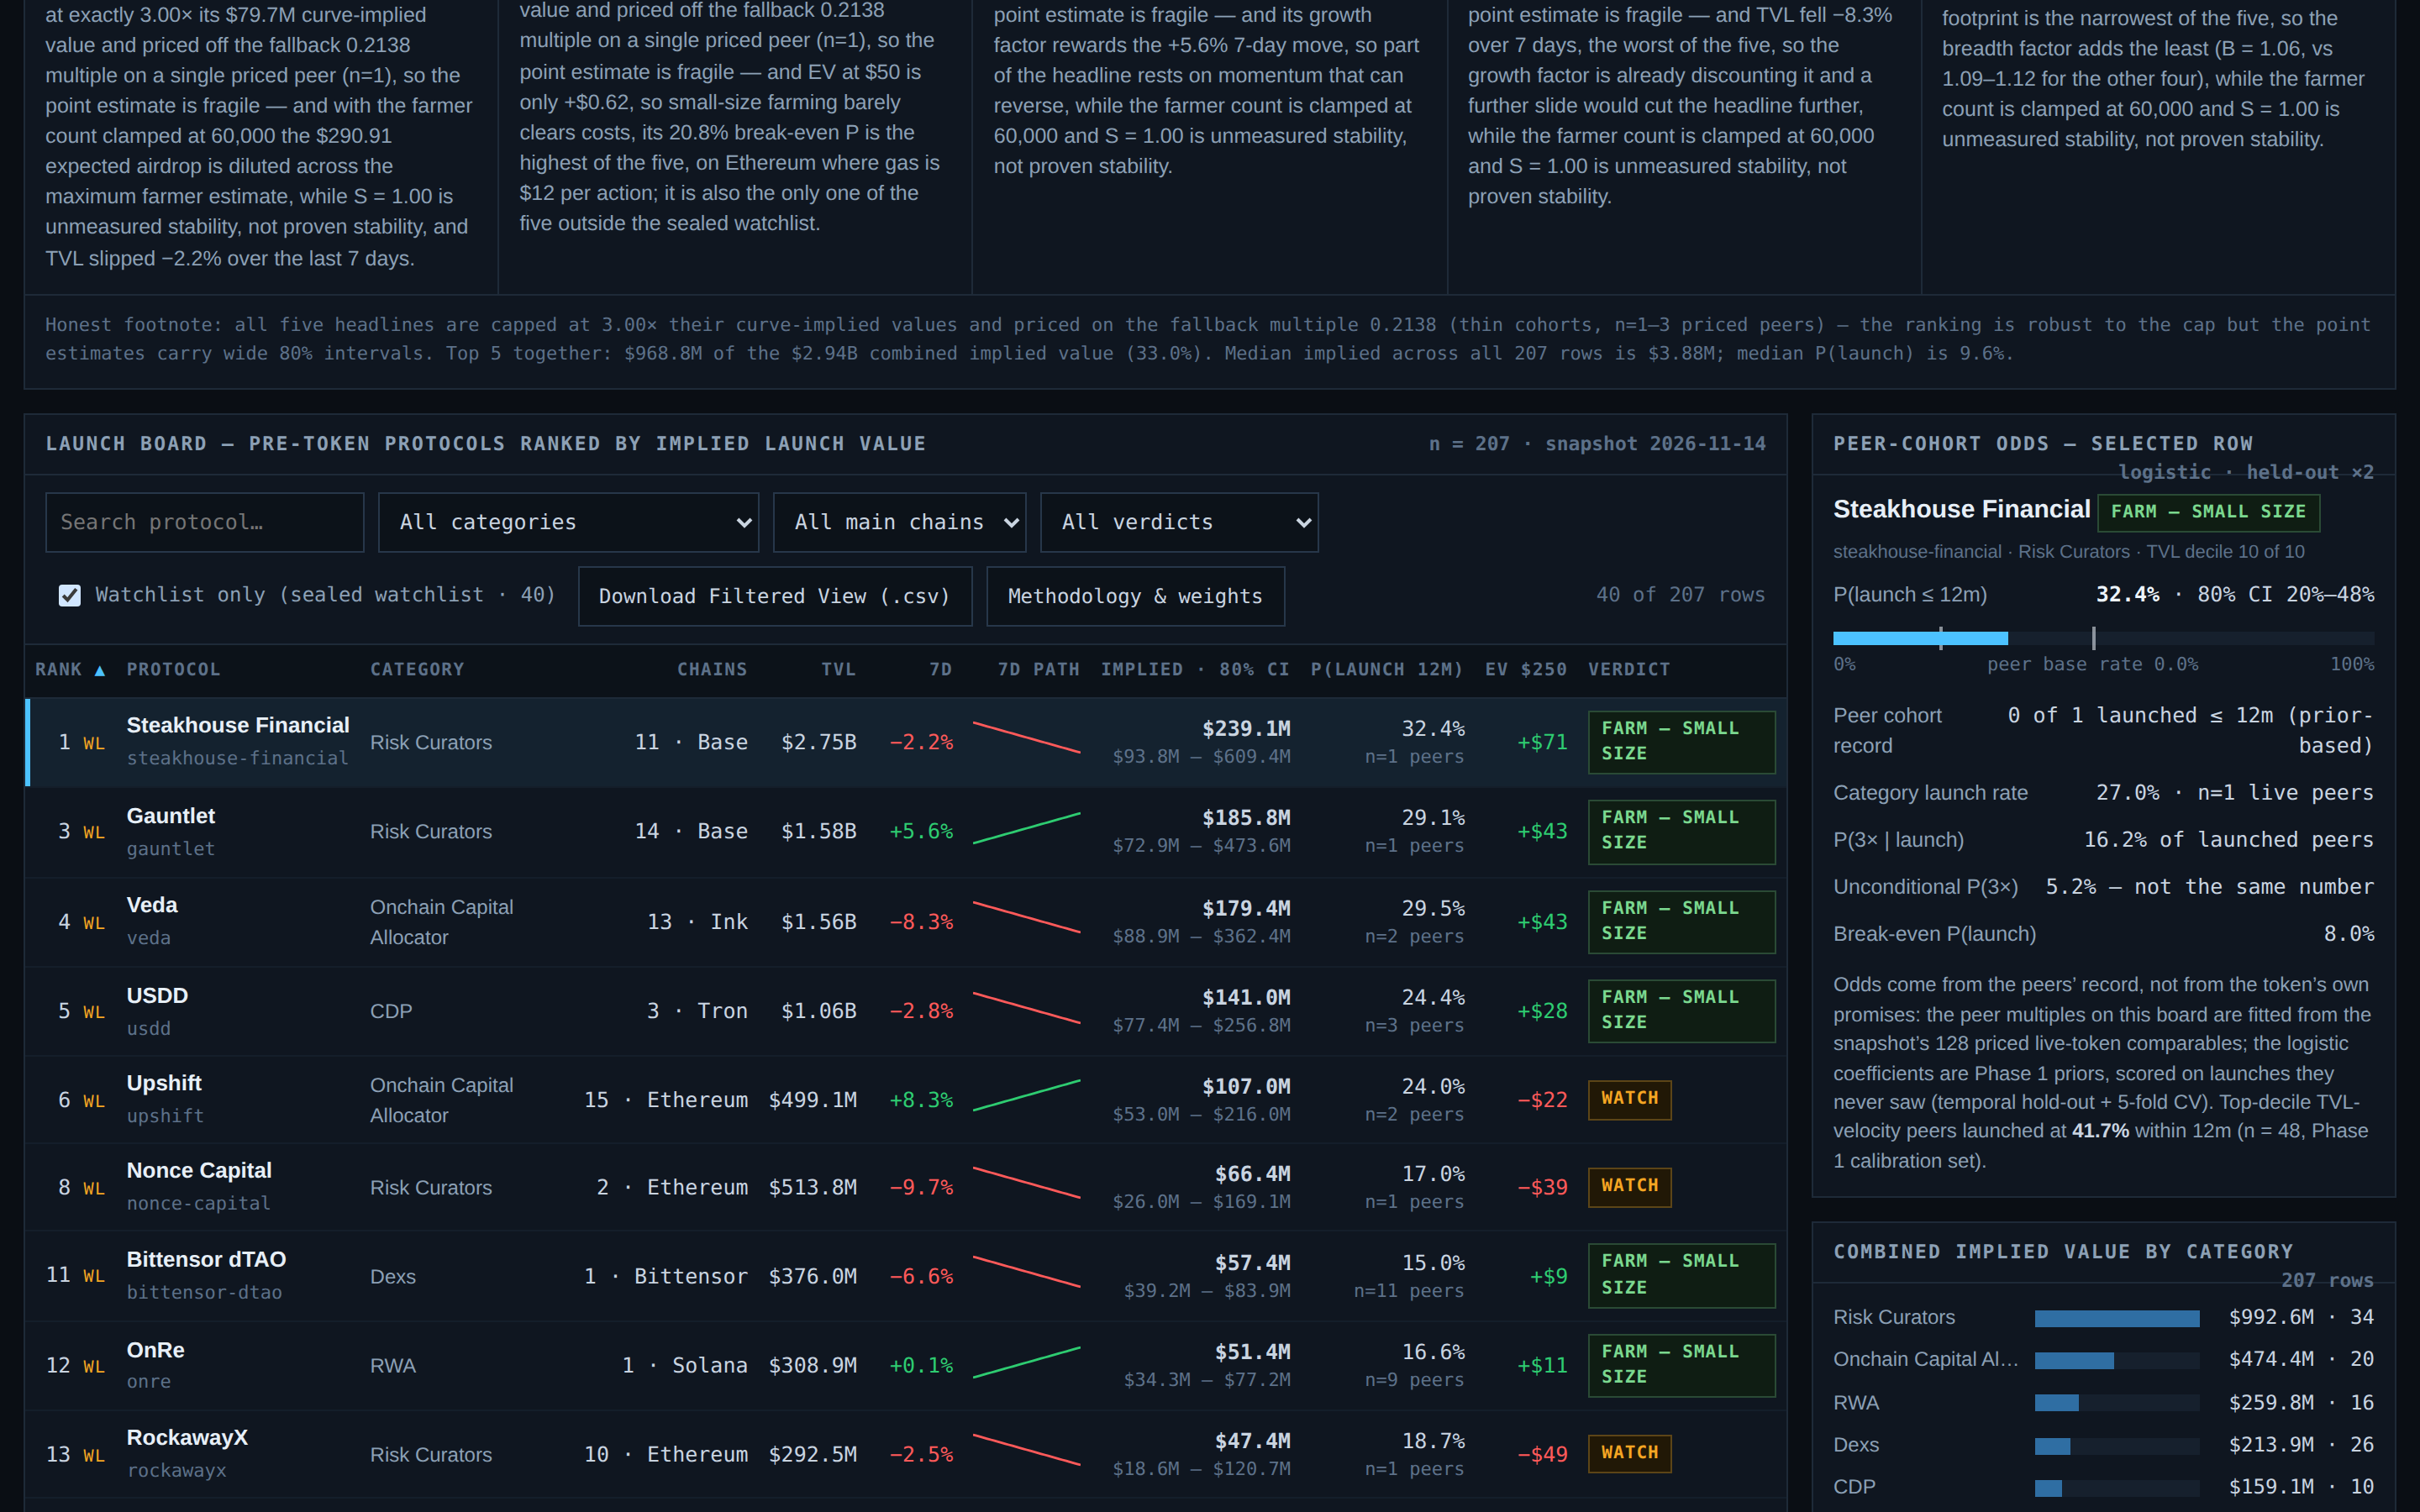 at exactly 3.00× its $79.7M curve-implied
value and priced off the fallback 0.2138
multiple on a single priced peer (n=1), so the
point estimate is fragile — and with the farmer
count clamped at 60,000 the $290.91
expected airdrop is diluted across the
maximum farmer estimate, while S = 1.00 is
unmeasured stability, not proven stability, and
TVL slipped −2.2% over the last 7 days.
value and priced off the fallback 0.2138
multiple on a single priced peer (n=1), so the
point estimate is fragile — and EV at $50 is
only +$0.62, so small-size farming barely
clears costs, its 20.8% break-even P is the
highest of the five, on Ethereum where gas is
$12 per action; it is also the only one of the
five outside the sealed watchlist.
point estimate is fragile — and its growth
factor rewards the +5.6% 7-day move, so part
of the headline rests on momentum that can
reverse, while the farmer count is clamped at
60,000 and S = 1.00 is unmeasured stability,
not proven stability.
point estimate is fragile — and TVL fell −8.3%
over 7 days, the worst of the five, so the
growth factor is already discounting it and a
further slide would cut the headline further,
while the farmer count is clamped at 60,000
and S = 1.00 is unmeasured stability, not
proven stability.
footprint is the narrowest of the five, so the
breadth factor adds the least (B = 1.06, vs
1.09–1.12 for the other four), while the farmer
count is clamped at 60,000 and S = 1.00 is
unmeasured stability, not proven stability.
Honest footnote: all five headlines are capped at 3.00× their curve-implied values and priced on the fallback multiple 0.2138 (thin cohorts, n=1–3 priced peers) — the ranking is robust to the cap but the point
estimates carry wide 80% intervals. Top 5 together: $968.8M of the $2.94B combined implied value (33.0%). Median implied across all 207 rows is $3.88M; median P(launch) is 9.6%.
LAUNCH BOARD — PRE-TOKEN PROTOCOLS RANKED BY IMPLIED LAUNCH VALUE
n = 207 · snapshot 2026-11-14
Search protocol…
All categories
All main chains
All verdicts
Watchlist only (sealed watchlist · 40)
Download Filtered View (.csv)
Methodology & weights
40 of 207 rows
RANK ▲ PROTOCOL CATEGORY CHAINS TVL 7D 7D PATH IMPLIED · 80% CI P(LAUNCH 12M) EV $250 VERDICT
1 WL Steakhouse Financial steakhouse-financial Risk Curators 11 · Base $2.75B −2.2% $239.1M $93.8M – $609.4M 32.4% n=1 peers +$71 FARM — SMALL SIZE
3 WL Gauntlet gauntlet Risk Curators 14 · Base $1.58B +5.6% $185.8M $72.9M – $473.6M 29.1% n=1 peers +$43 FARM — SMALL SIZE
4 WL Veda veda Onchain Capital Allocator 13 · Ink $1.56B −8.3% $179.4M $88.9M – $362.4M 29.5% n=2 peers +$43 FARM — SMALL SIZE
5 WL USDD usdd CDP 3 · Tron $1.06B −2.8% $141.0M $77.4M – $256.8M 24.4% n=3 peers +$28 FARM — SMALL SIZE
6 WL Upshift upshift Onchain Capital Allocator 15 · Ethereum $499.1M +8.3% $107.0M $53.0M – $216.0M 24.0% n=2 peers −$22 WATCH
8 WL Nonce Capital nonce-capital Risk Curators 2 · Ethereum $513.8M −9.7% $66.4M $26.0M – $169.1M 17.0% n=1 peers −$39 WATCH
11 WL Bittensor dTAO bittensor-dtao Dexs 1 · Bittensor $376.0M −6.6% $57.4M $39.2M – $83.9M 15.0% n=11 peers +$9 FARM — SMALL SIZE
12 WL OnRe onre RWA 1 · Solana $308.9M +0.1% $51.4M $34.3M – $77.2M 16.6% n=9 peers +$11 FARM — SMALL SIZE
13 WL RockawayX rockawayx Risk Curators 10 · Ethereum $292.5M −2.5% $47.4M $18.6M – $120.7M 18.7% n=1 peers −$49 WATCH
PEER-COHORT ODDS — SELECTED ROW
logistic · held-out ×2
Steakhouse Financial FARM — SMALL SIZE
steakhouse-financial · Risk Curators · TVL decile 10 of 10
P(launch ≤ 12m) 32.4% · 80% CI 20%–48%
0% peer base rate 0.0% 100%
Peer cohort record 0 of 1 launched ≤ 12m (prior-based)
Category launch rate 27.0% · n=1 live peers
P(3× | launch) 16.2% of launched peers
Unconditional P(3×) 5.2% — not the same number
Break-even P(launch) 8.0%
Odds come from the peers’ record, not from the token’s own
promises: the peer multiples on this board are fitted from the
snapshot’s 128 priced live-token comparables; the logistic
coefficients are Phase 1 priors, scored on launches they
never saw (temporal hold-out + 5-fold CV). Top-decile TVL-
velocity peers launched at 41.7% within 12m (n = 48, Phase
1 calibration set).
COMBINED IMPLIED VALUE BY CATEGORY
207 rows
Risk Curators $992.6M · 34
Onchain Capital Al… $474.4M · 20
RWA $259.8M · 16
Dexs $213.9M · 26
CDP $159.1M · 10